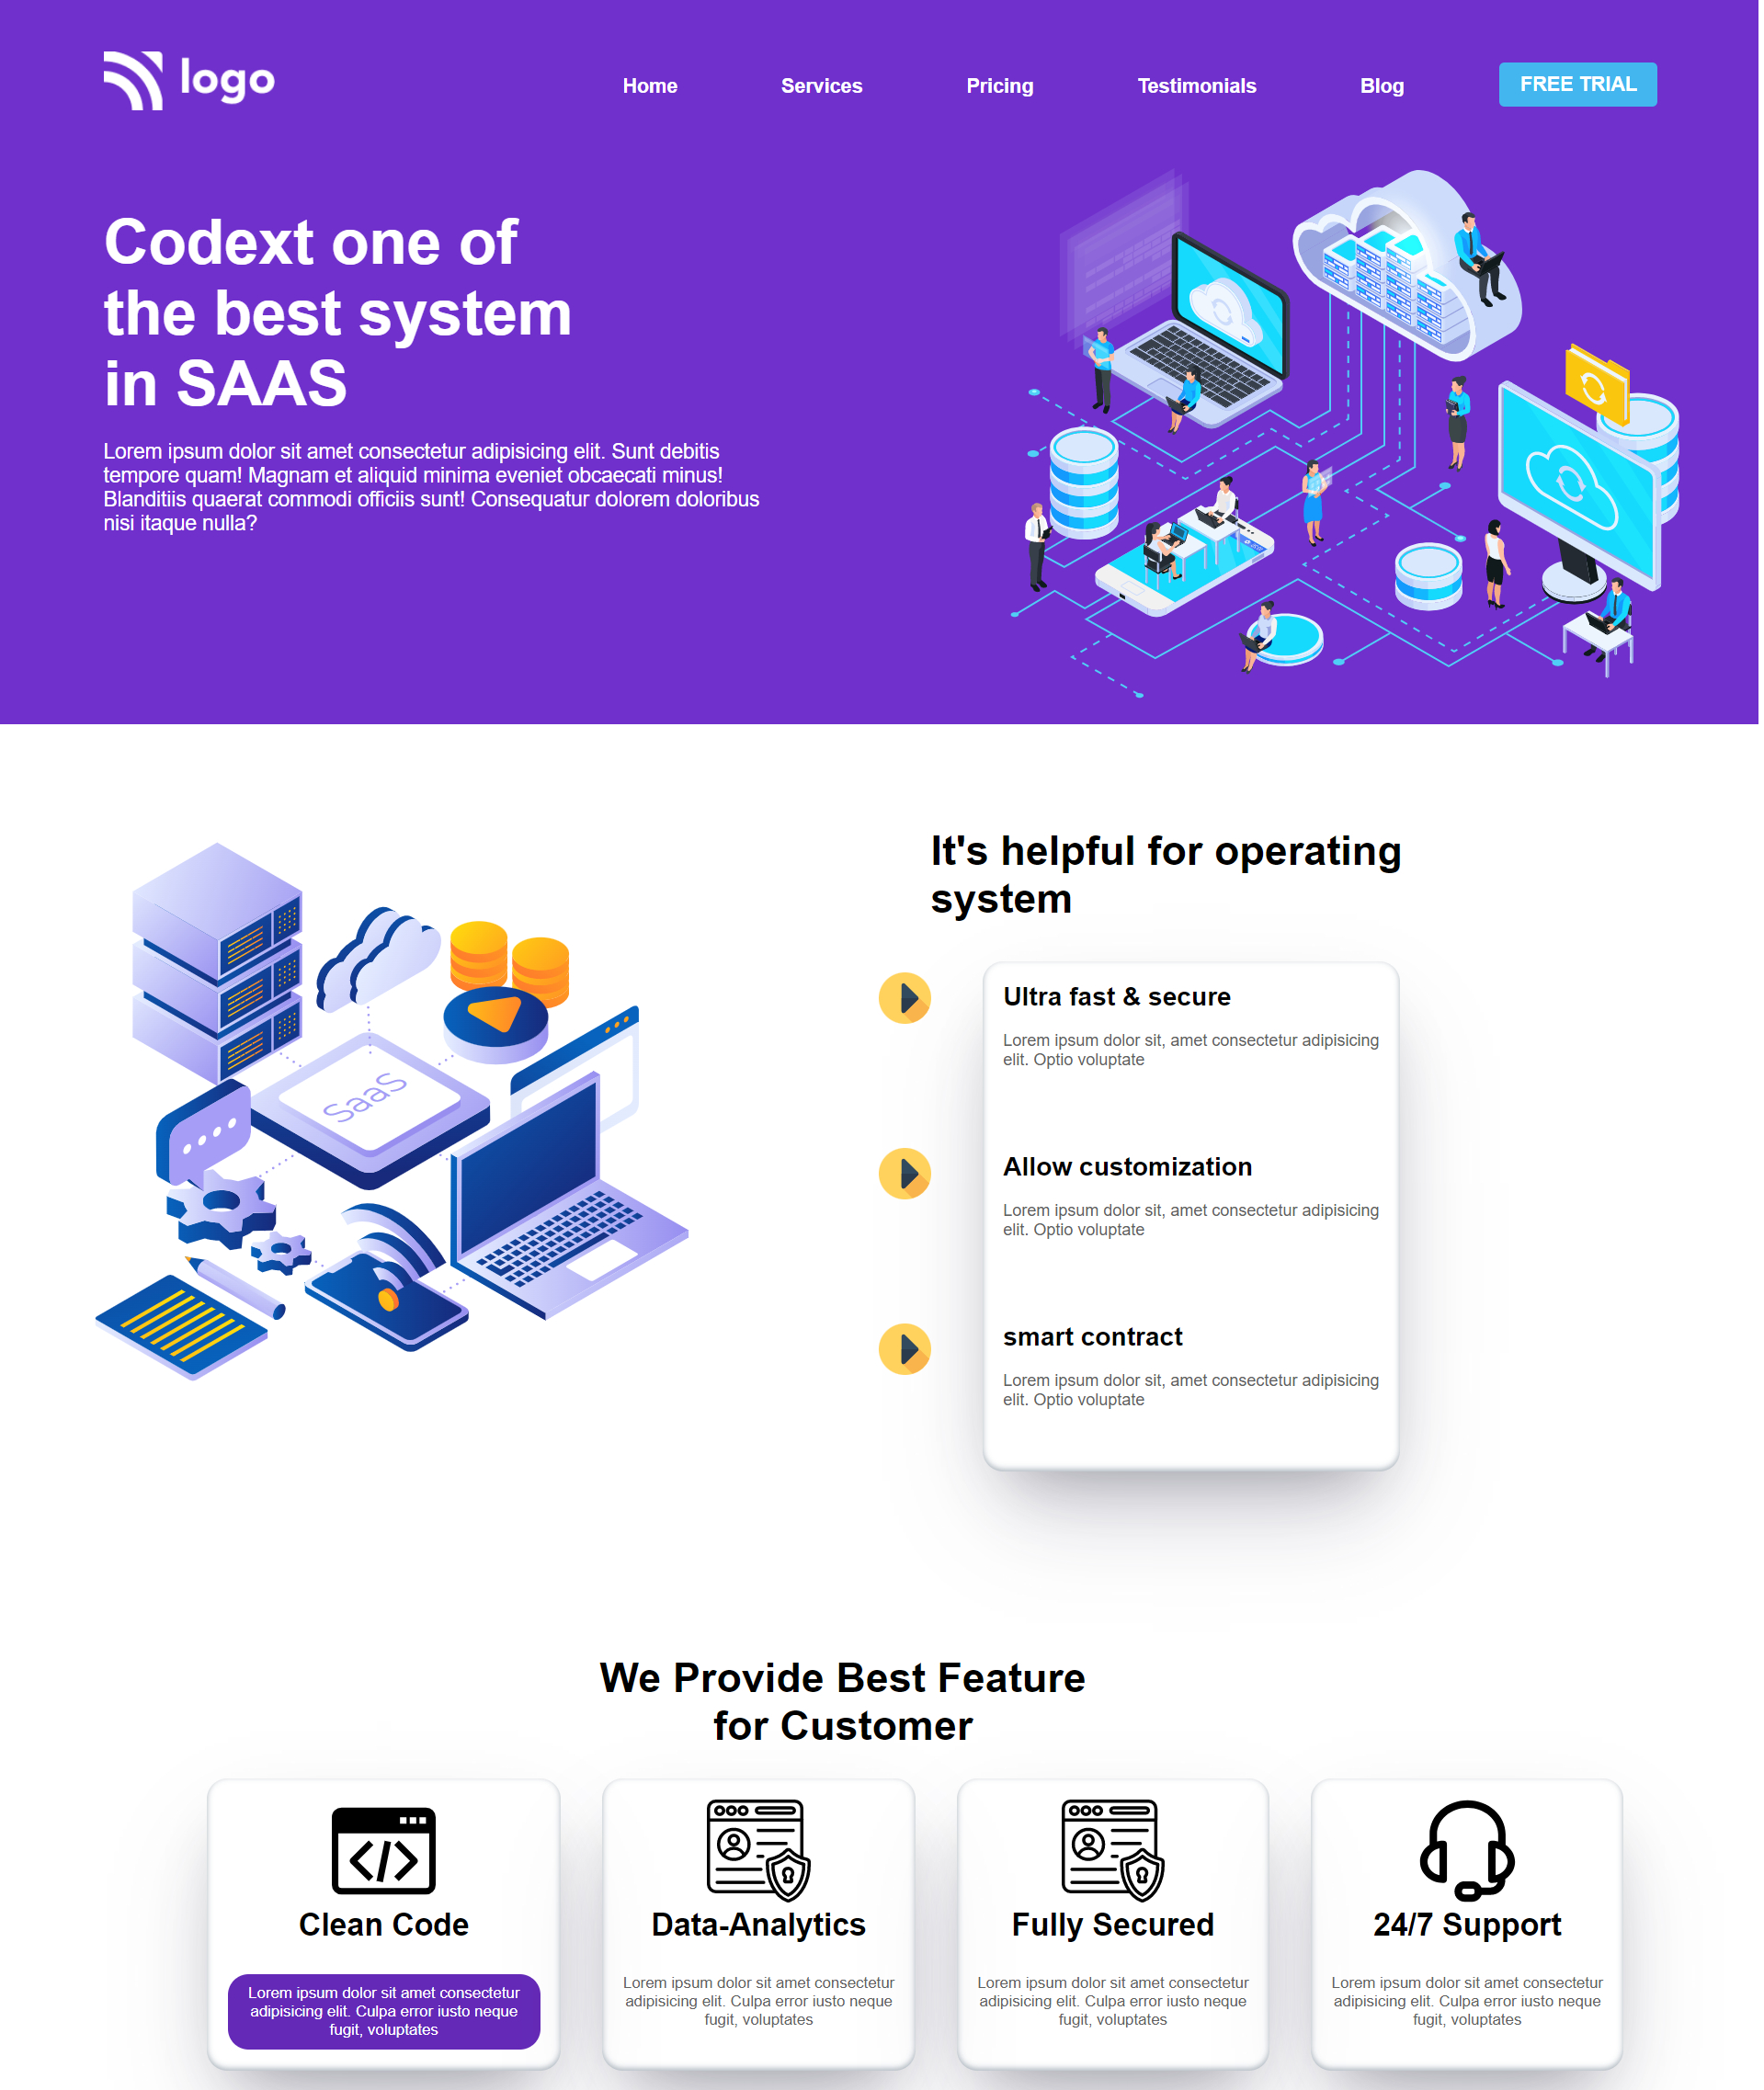 logo
Home Services Pricing Testimonials Blog FREE TRIAL
Codext one of
the best system
in SAAS
Lorem ipsum dolor sit amet consectetur adipisicing elit. Sunt debitis
tempore quam! Magnam et aliquid minima eveniet obcaecati minus!
Blanditiis quaerat commodi officiis sunt! Consequatur dolorem doloribus
nisi itaque nulla?
It's helpful for operating
system
SaaS
Ultra fast & secure
Lorem ipsum dolor sit, amet consectetur adipisicing
elit. Optio voluptate
Allow customization
Lorem ipsum dolor sit, amet consectetur adipisicing
elit. Optio voluptate
smart contract
Lorem ipsum dolor sit, amet consectetur adipisicing
elit. Optio voluptate
We Provide Best Feature
for Customer
Clean Code
Lorem ipsum dolor sit amet consectetur
adipisicing elit. Culpa error iusto neque
fugit, voluptates
Data-Analytics
Lorem ipsum dolor sit amet consectetur
adipisicing elit. Culpa error iusto neque
fugit, voluptates
Fully Secured
Lorem ipsum dolor sit amet consectetur
adipisicing elit. Culpa error iusto neque
fugit, voluptates
24/7 Support
Lorem ipsum dolor sit amet consectetur
adipisicing elit. Culpa error iusto neque
fugit, voluptates